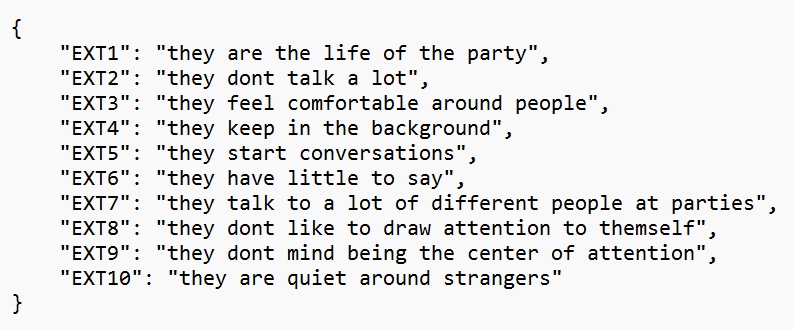 {
    "EXT1": "they are the life of the party",
    "EXT2": "they dont talk a lot",
    "EXT3": "they feel comfortable around people",
    "EXT4": "they keep in the background",
    "EXT5": "they start conversations",
    "EXT6": "they have little to say",
    "EXT7": "they talk to a lot of different people at parties",
    "EXT8": "they dont like to draw attention to themself",
    "EXT9": "they dont mind being the center of attention",
    "EXT10": "they are quiet around strangers"
}